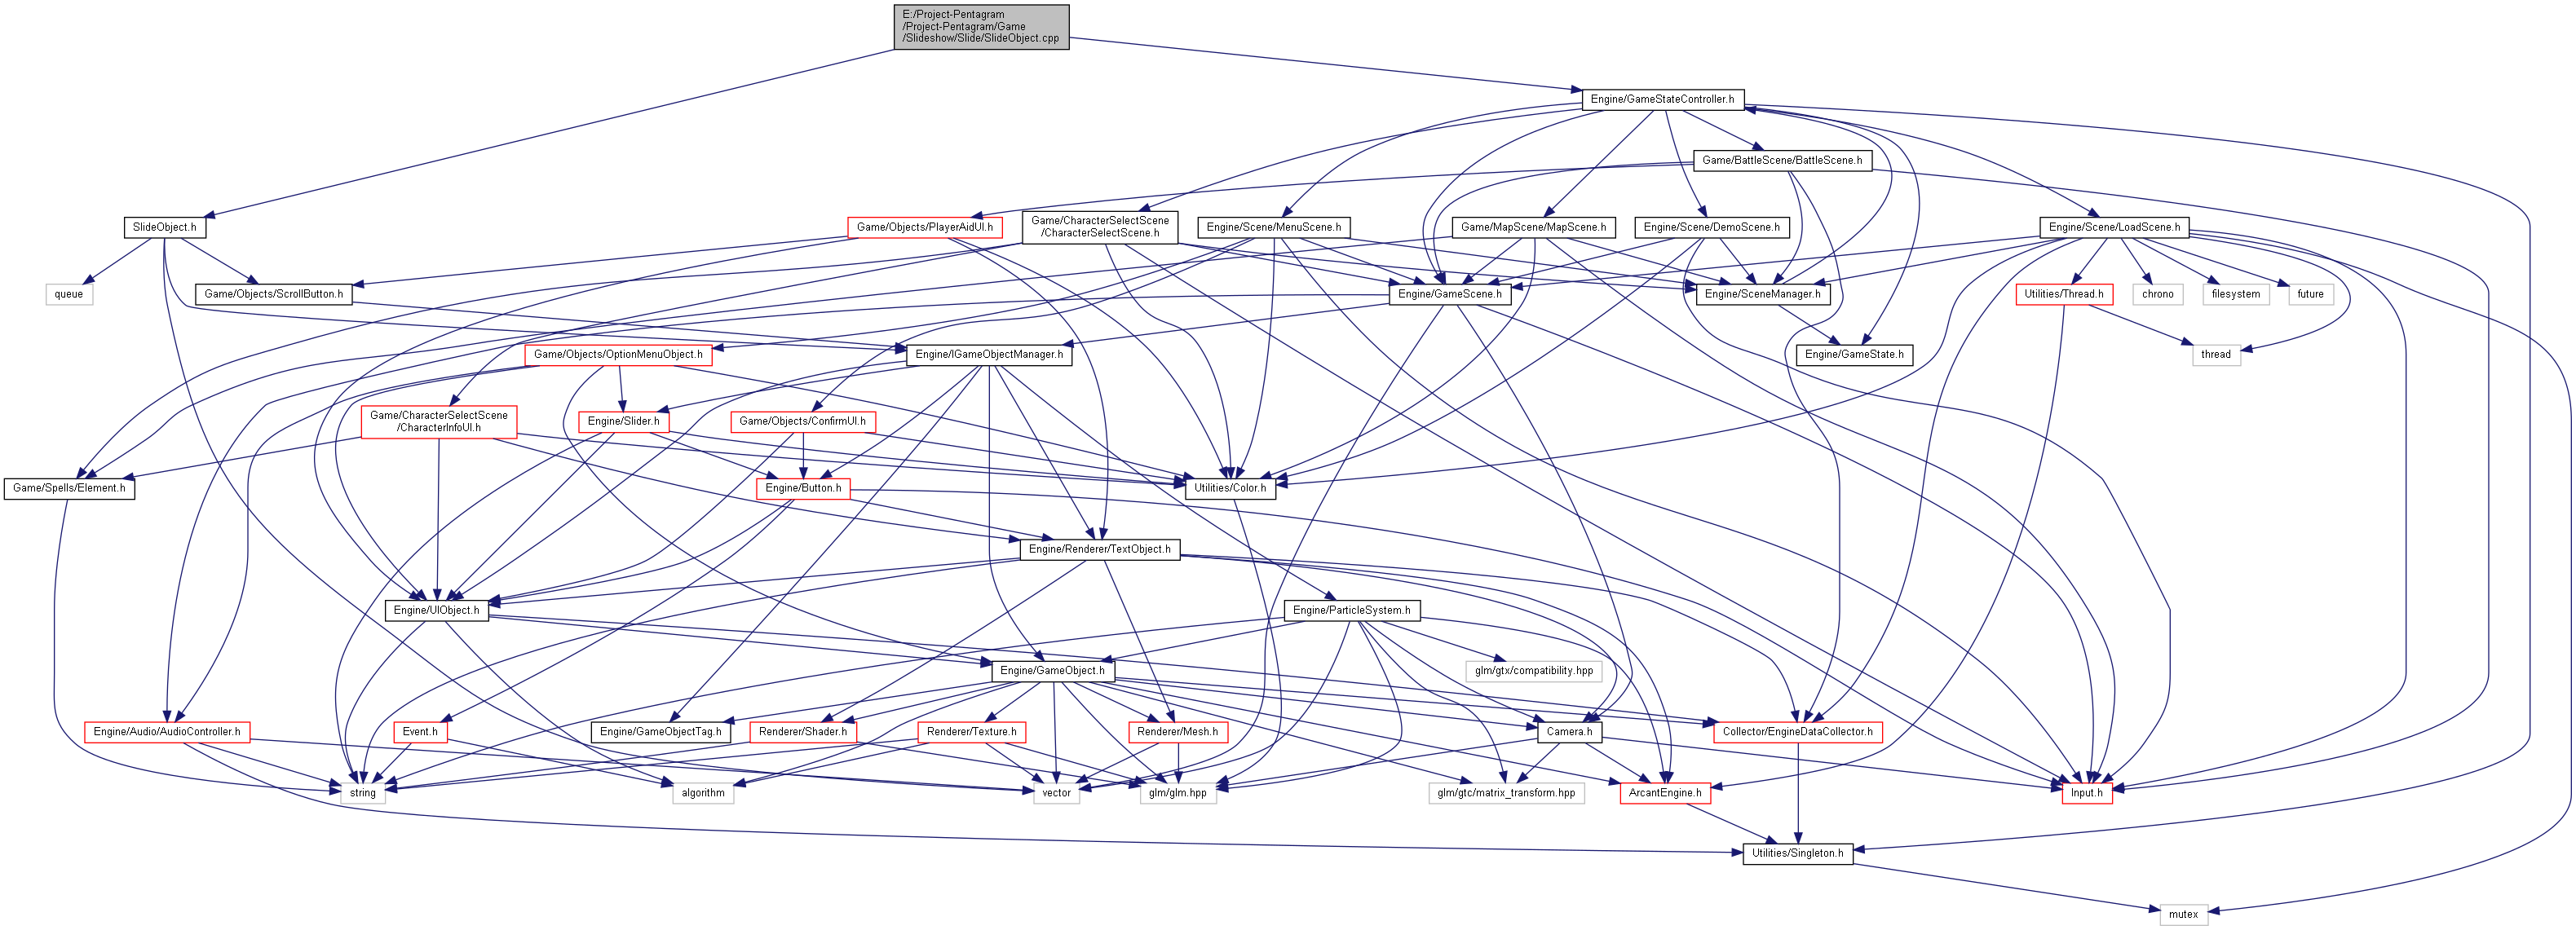 E:/Project-Pentagram
/Project-Pentagram/Game
/Slideshow/Slide/SlideObject.cpp
Engine/GameStateController.h
Game/BattleScene/BattleScene.h
SlideObject.h
Game/Objects/PlayerAidUI.h
Game/CharacterSelectScene
/CharacterSelectScene.h
Engine/Scene/MenuScene.h
Game/MapScene/MapScene.h
Engine/Scene/DemoScene.h
Engine/Scene/LoadScene.h
queue
Game/Objects/ScrollButton.h
Engine/GameScene.h
Engine/SceneManager.h
Utilities/Thread.h
chrono
filesystem
future
Game/Objects/OptionMenuObject.h
Engine/IGameObjectManager.h
Engine/GameState.h
thread
Game/CharacterSelectScene
/CharacterInfoUI.h
Engine/Slider.h
Game/Objects/ConfirmUI.h
Game/Spells/Element.h
Engine/Button.h
Utilities/Color.h
Engine/Renderer/TextObject.h
Engine/UIObject.h
Engine/ParticleSystem.h
Engine/GameObject.h
glm/gtx/compatibility.hpp
Engine/Audio/AudioController.h
Event.h
Engine/GameObjectTag.h
Renderer/Shader.h
Renderer/Texture.h
Renderer/Mesh.h
Camera.h
Collector/EngineDataCollector.h
string
algorithm
vector
glm/glm.hpp
glm/gtc/matrix_transform.hpp
ArcantEngine.h
Input.h
Utilities/Singleton.h
mutex